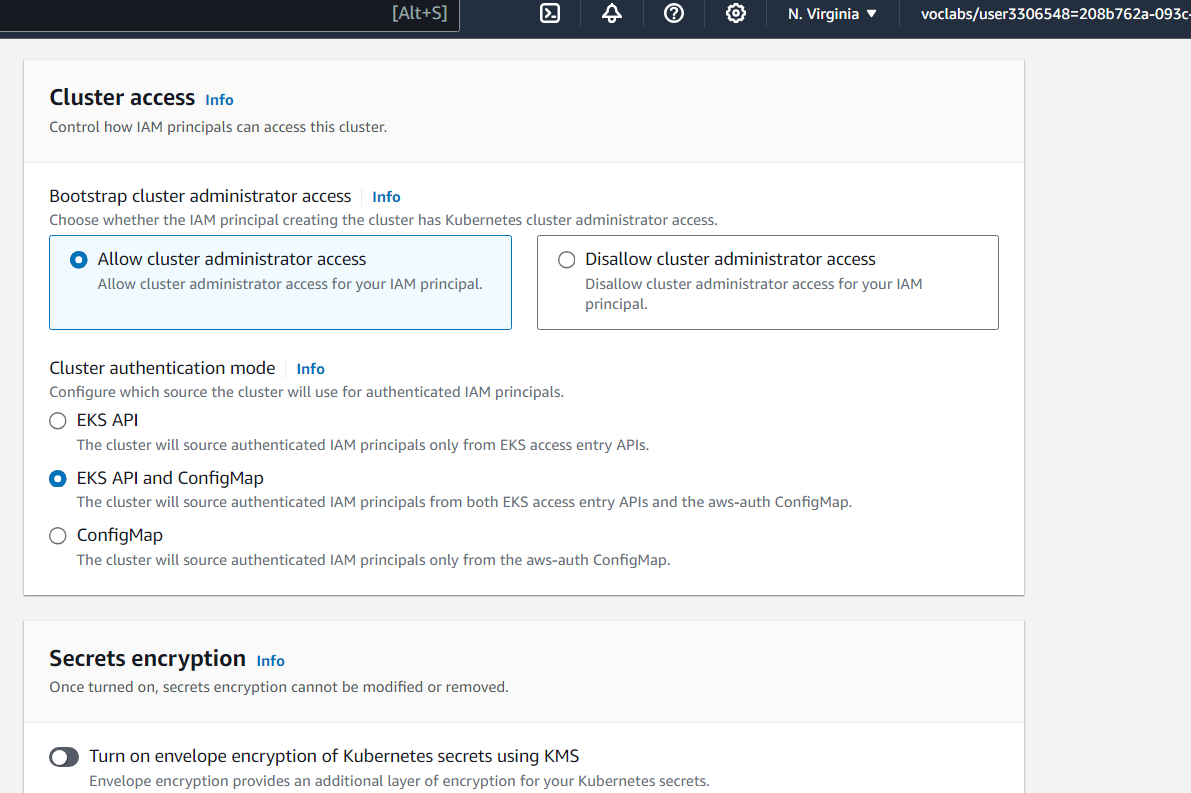 [Alt+S] N. Virginia ▼ voclabs/user3306548=208b762a-093c-
Cluster access Info
Control how IAM principals can access this cluster.
Bootstrap cluster administrator access Info
Choose whether the IAM principal creating the cluster has Kubernetes cluster administrator access.
Allow cluster administrator access
Allow cluster administrator access for your IAM principal.
Disallow cluster administrator access
Disallow cluster administrator access for your IAM
principal.
Cluster authentication mode Info
Configure which source the cluster will use for authenticated IAM principals.
EKS API
The cluster will source authenticated IAM principals only from EKS access entry APIs.
EKS API and ConfigMap
The cluster will source authenticated IAM principals from both EKS access entry APIs and the aws-auth ConfigMap.
ConfigMap
The cluster will source authenticated IAM principals only from the aws-auth ConfigMap.
Secrets encryption Info
Once turned on, secrets encryption cannot be modified or removed.
Turn on envelope encryption of Kubernetes secrets using KMS
Envelope encryption provides an additional layer of encryption for your Kubernetes secrets.